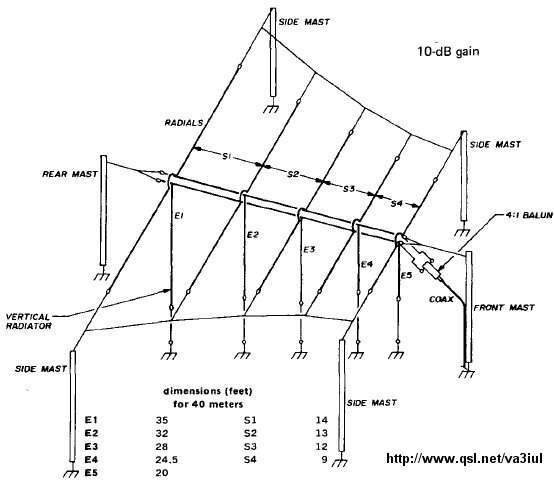 SIDE MAST
10-dB gain
RADIALS
S1
S2
S3
S4
SIDE MAST
REAR MAST
4:1 BALUN
E1
E2
E3
E4
E5
COAX
FRONT MAST
VERTICAL
RADIATOR
SIDE MAST
SIDE MAST
dimensions (feet)
for 40 meters
E1 35 S1 14
E2 32 S2 13
E3 28 S3 12
E4 24.5 S4 9
E5 20
http://www.qsl.net/va3iul